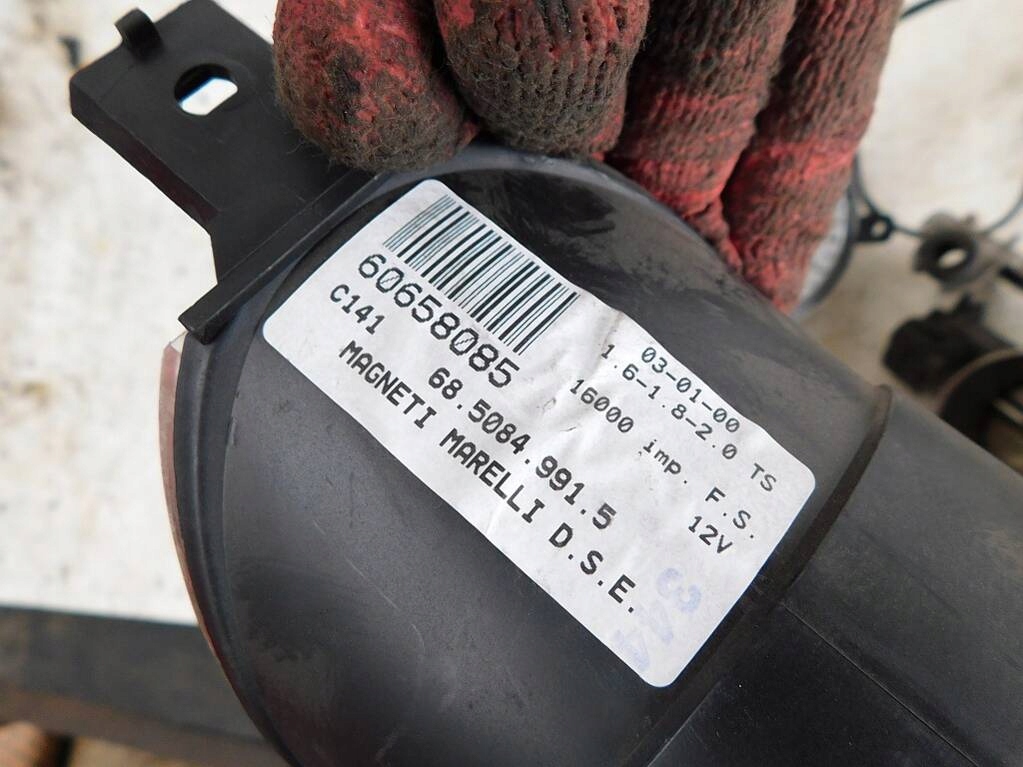 60658085
03-01-00
C141
1.6-1.8-2.0 TS
68.5084.991.5
16000 imp. F.S.
MAGNETI MARELLI D.S.E.
12V
344